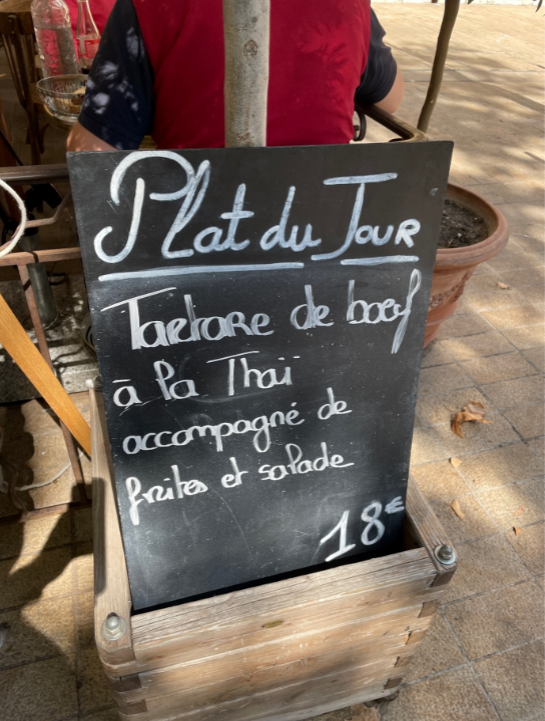 Plat du Jour
Tartare de boeuf
à la Thaï
accompagné de
frites et salade
18€